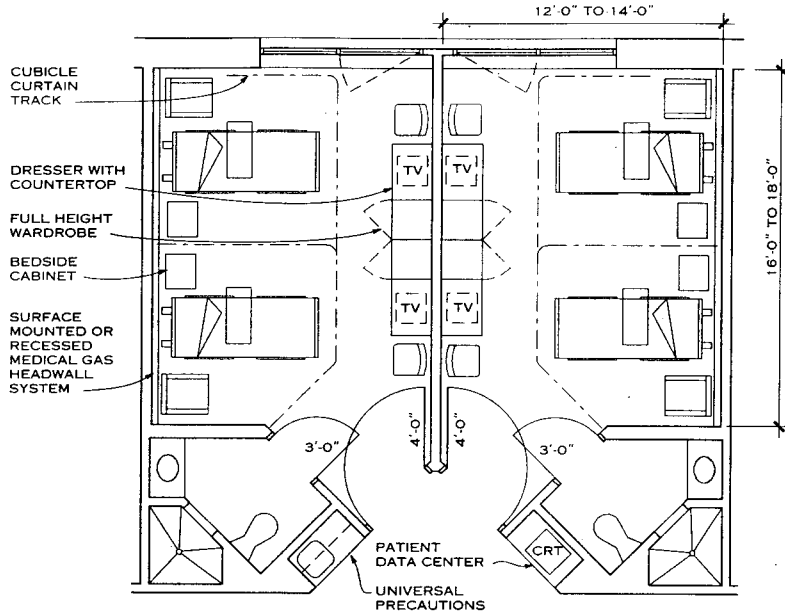 12'-0" TO 14'-0"
CUBICLE
CURTAIN
TRACK
DRESSER WITH
COUNTERTOP
FULL HEIGHT
WARDROBE
BEDSIDE
CABINET
SURFACE
MOUNTED OR
RECESSED
MEDICAL GAS
HEADWALL
SYSTEM
TV
TV
TV
TV
16'-0" TO 18'-0"
3'-0"
4'-0"
4'-0"
3'-0"
PATIENT
DATA CENTER
CRT
UNIVERSAL
PRECAUTIONS